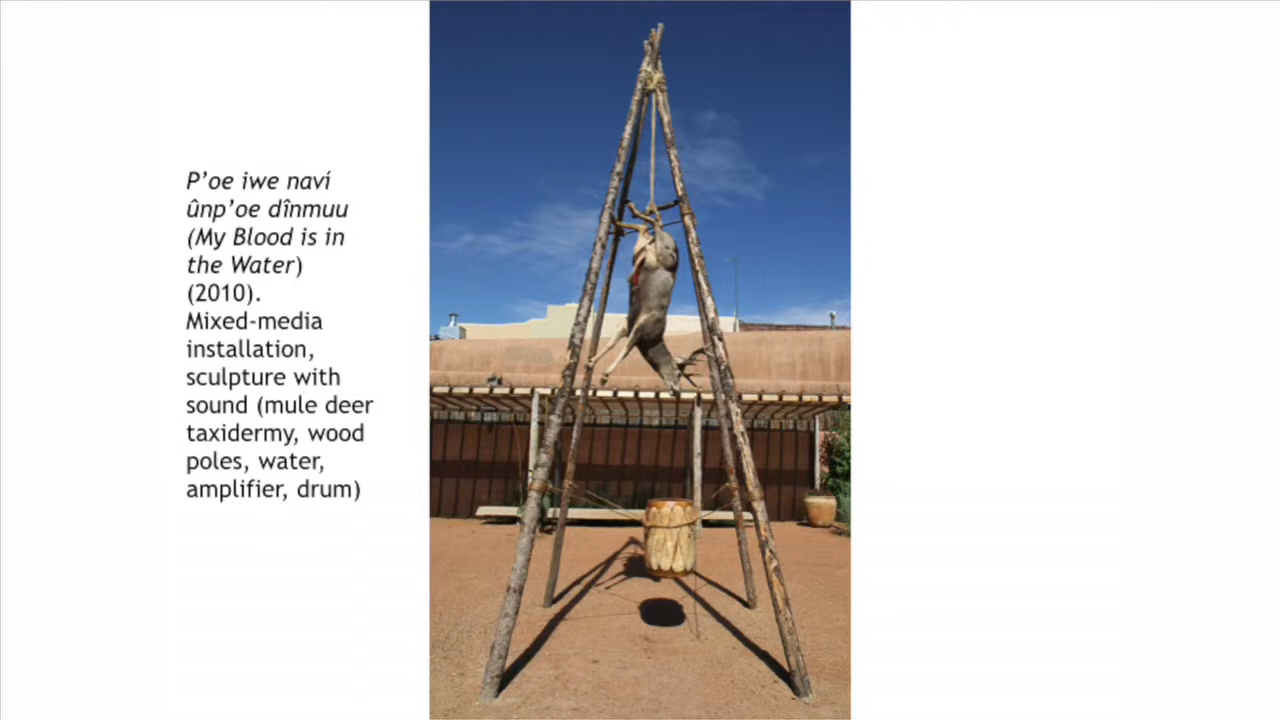 P’oe iwe naví
ûnp’oe dînmuu
(My Blood is in
the Water)
(2010).
Mixed-media
installation,
sculpture with
sound (mule deer
taxidermy, wood
poles, water,
amplifier, drum)